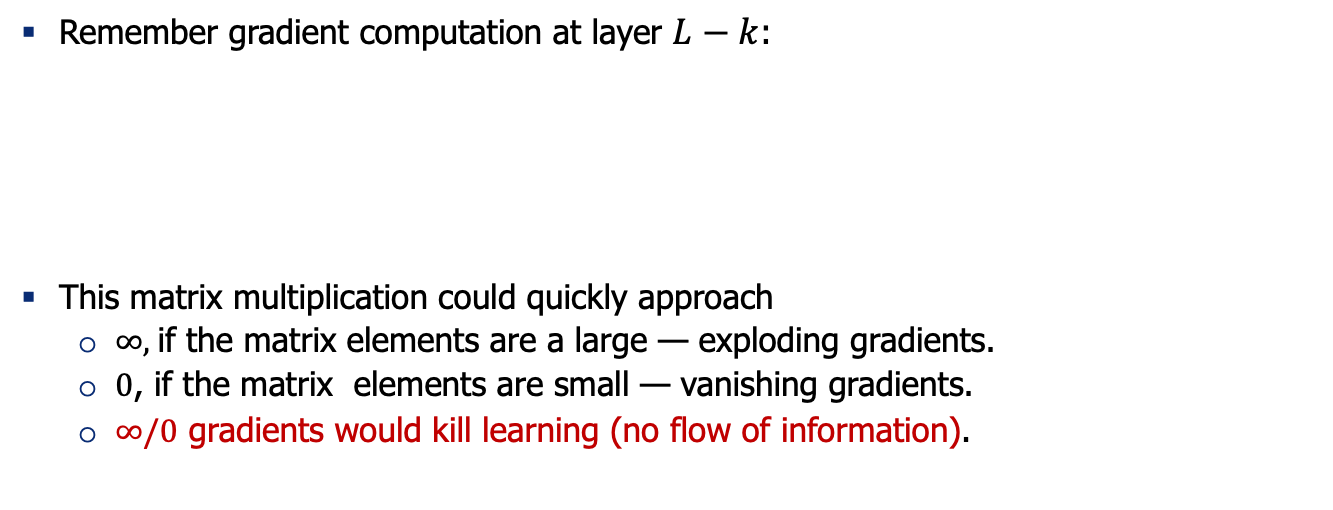 ▪ Remember gradient computation at layer L − k:
▪ This matrix multiplication could quickly approach
○ ∞, if the matrix elements are a large — exploding gradients.
○ 0, if the matrix elements are small — vanishing gradients.
○ ∞/0 gradients would kill learning (no flow of information).